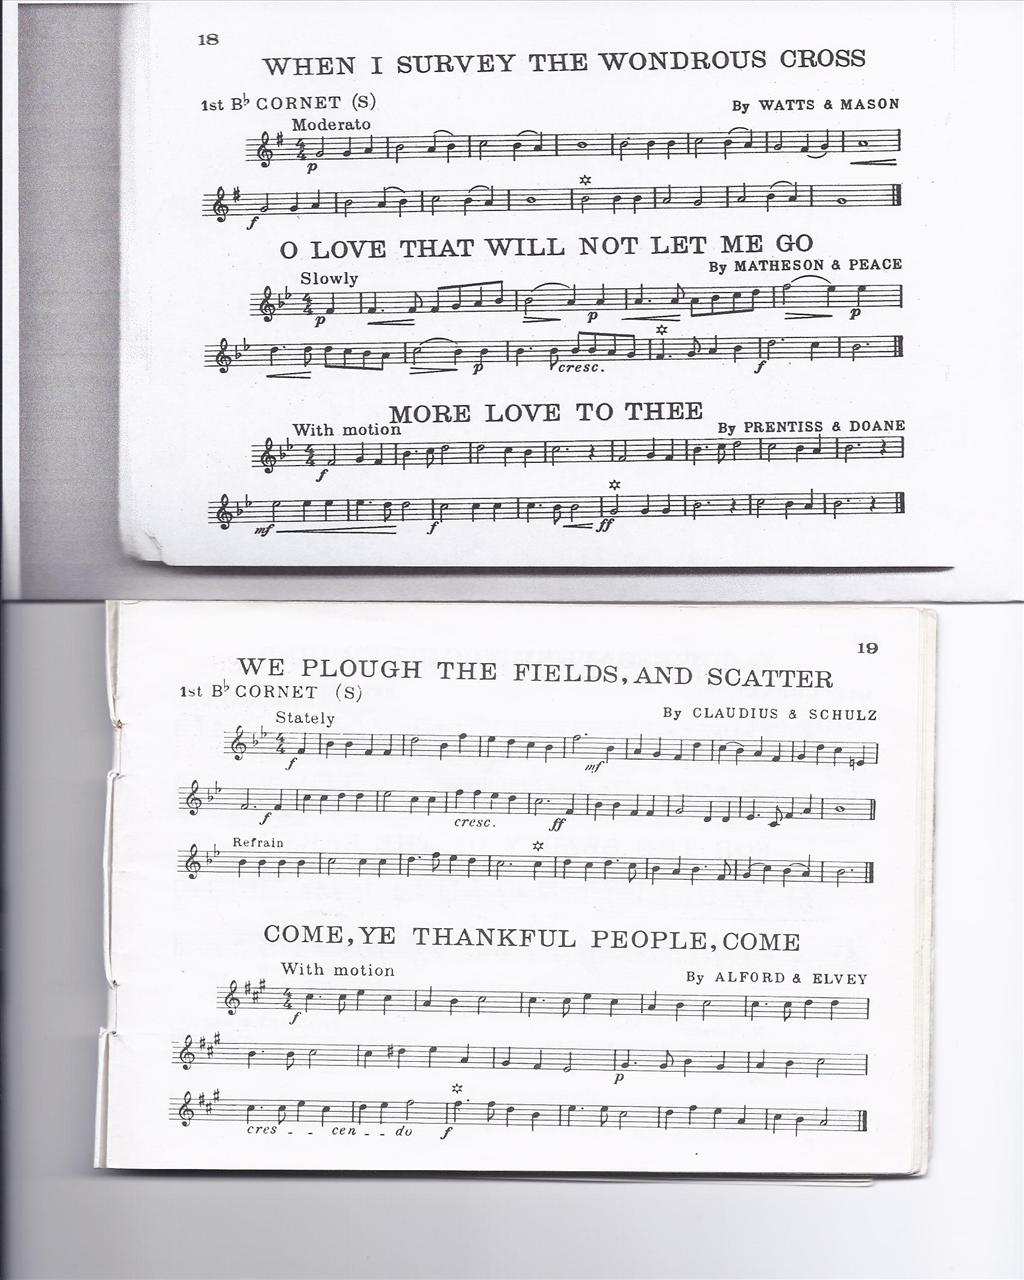 18
WHEN I SURVEY THE WONDROUS CROSS
1st B♭ CORNET (S)
By WATTS & MASON
Moderato
p
f
O LOVE THAT WILL NOT LET ME GO
By MATHESON & PEACE
Slowly
p p p
p cresc. f
MORE LOVE TO THEE
With motion
By PRENTISS & DOANE
f
mf f ff
19
WE PLOUGH THE FIELDS, AND SCATTER
1st B♭ CORNET (S)
By CLAUDIUS & SCHULZ
Stately
f mf
f cresc. ff
Refrain
COME, YE THANKFUL PEOPLE, COME
With motion
By ALFORD & ELVEY
f
p
cres - - cen - - do f